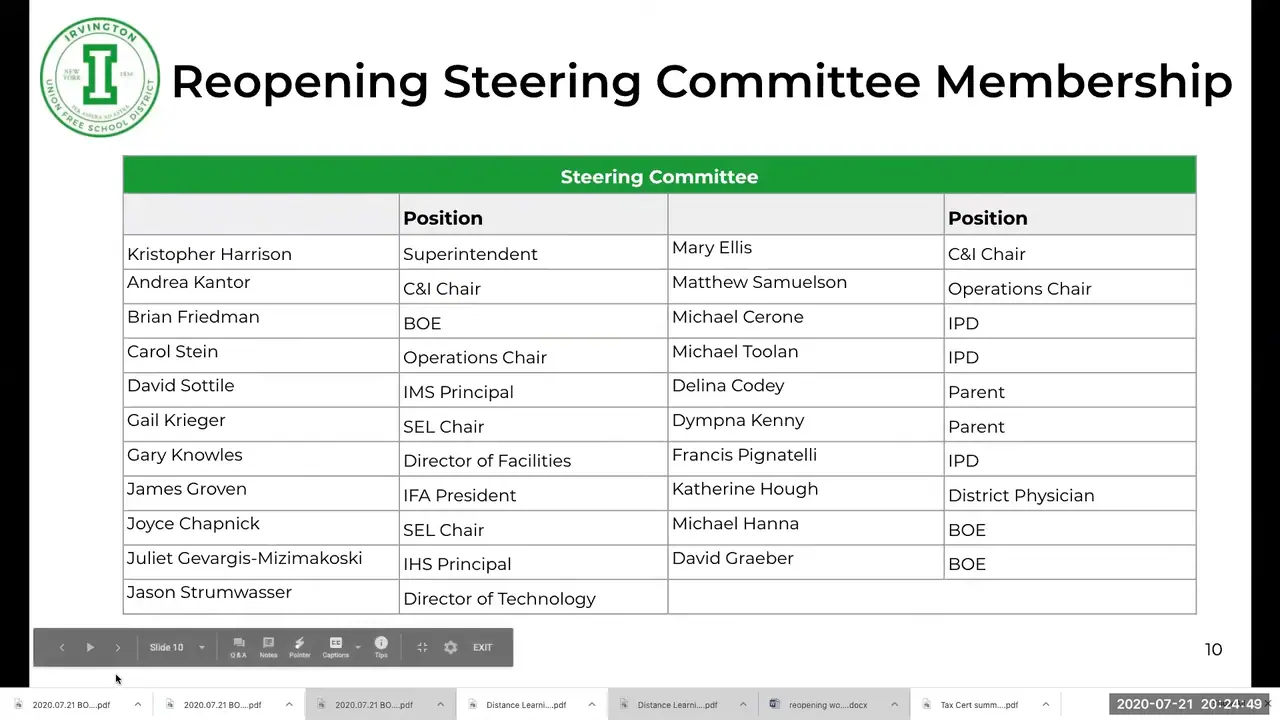 IRVINGTON
NEW YORK
1854
UNION FREE SCHOOL DISTRICT
Reopening Steering Committee Membership
Steering Committee
Position Position
Kristopher Harrison Superintendent Mary Ellis C&I Chair
Andrea Kantor C&I Chair Matthew Samuelson Operations Chair
Brian Friedman BOE Michael Cerone IPD
Carol Stein Operations Chair Michael Toolan IPD
David Sottile IMS Principal Delina Codey Parent
Gail Krieger SEL Chair Dympna Kenny Parent
Gary Knowles Director of Facilities Francis Pignatelli IPD
James Groven IFA President Katherine Hough District Physician
Joyce Chapnick SEL Chair Michael Hanna BOE
Juliet Gevargis-Mizimakoski IHS Principal David Graeber BOE
Jason Strumwasser Director of Technology
Slide 10 Q&A Notes Pointer CC Captions Tips EXIT
10
2020.07.21 BO....pdf 2020.07.21 BO....pdf 2020.07.21 BO....pdf Distance Learni....pdf Distance Learni....pdf reopening wo....docx Tax Cert summ....pdf
2020-07-21 20:24:49